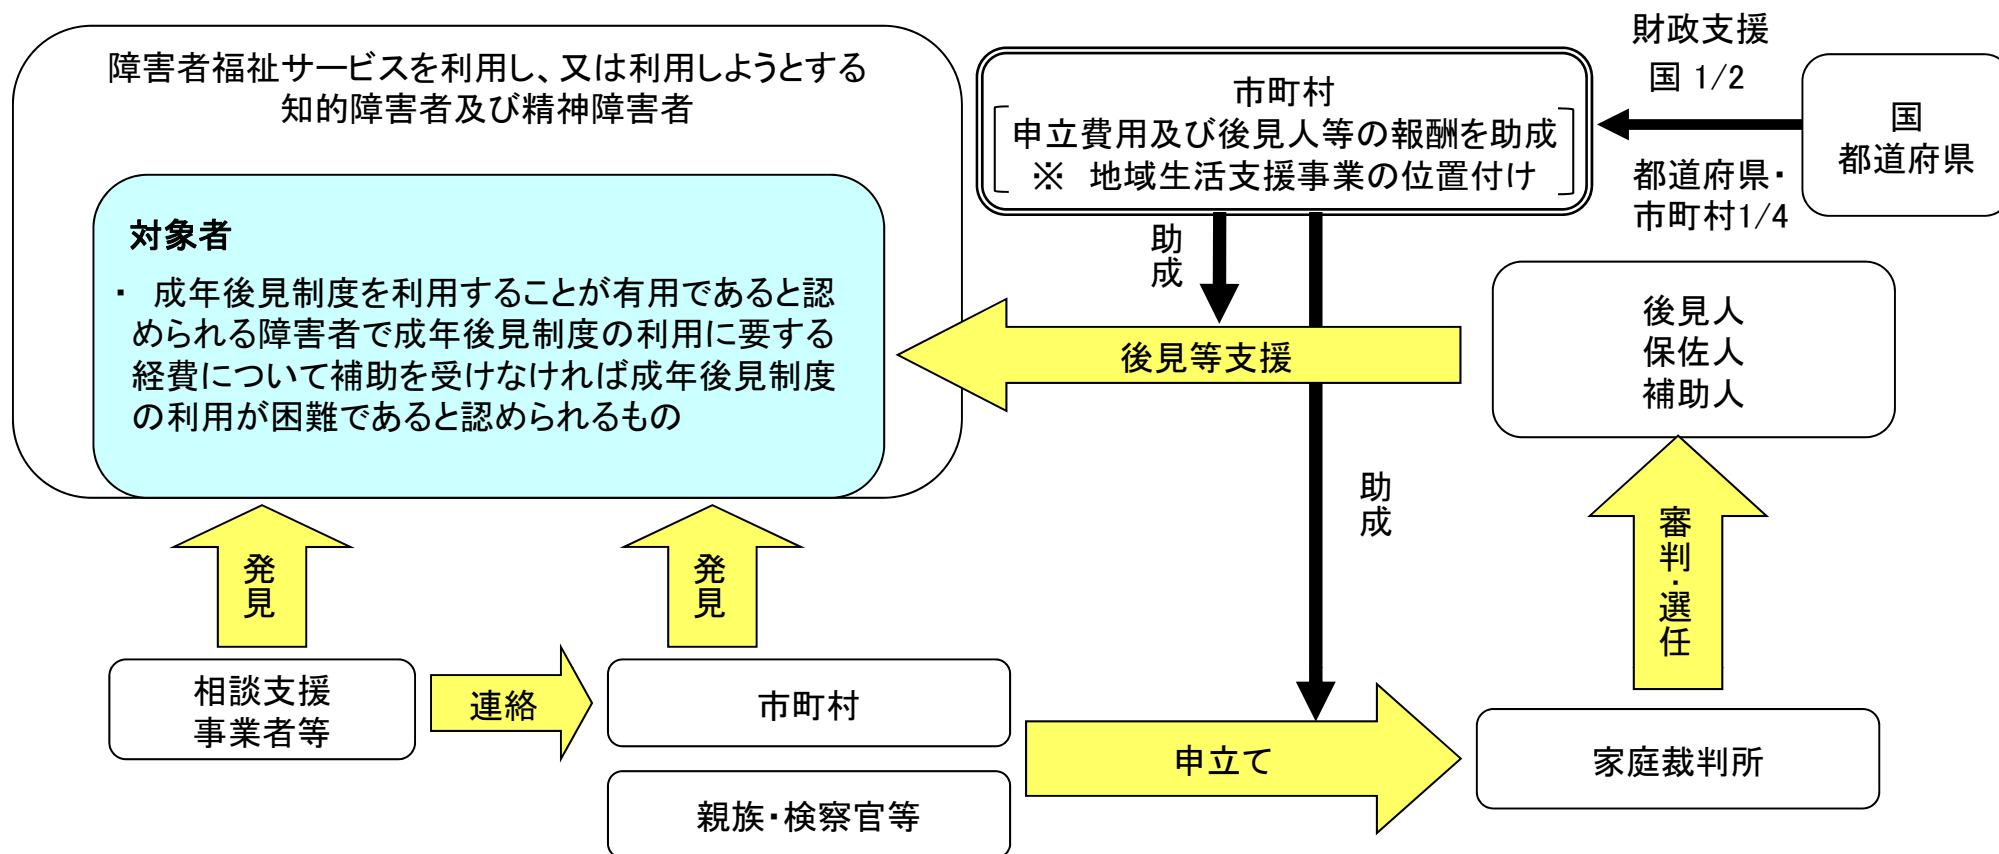 障害者福祉サービスを利用し、又は利用しようとする
知的障害者及び精神障害者
対象者
・ 成年後見制度を利用することが有用であると認
められる障害者で成年後見制度の利用に要する
経費について補助を受けなければ成年後見制度
の利用が困難であると認められるもの
市町村
申立費用及び後見人等の報酬を助成
※ 地域生活支援事業の位置付け
財政支援
国 1/2
都道府県・
市町村1/4
国
都道府県
助成
後見等支援
後見人
保佐人
補助人
助成
審判・選任
発見
発見
相談支援
事業者等
連絡
市町村
親族・検察官等
申立て
家庭裁判所